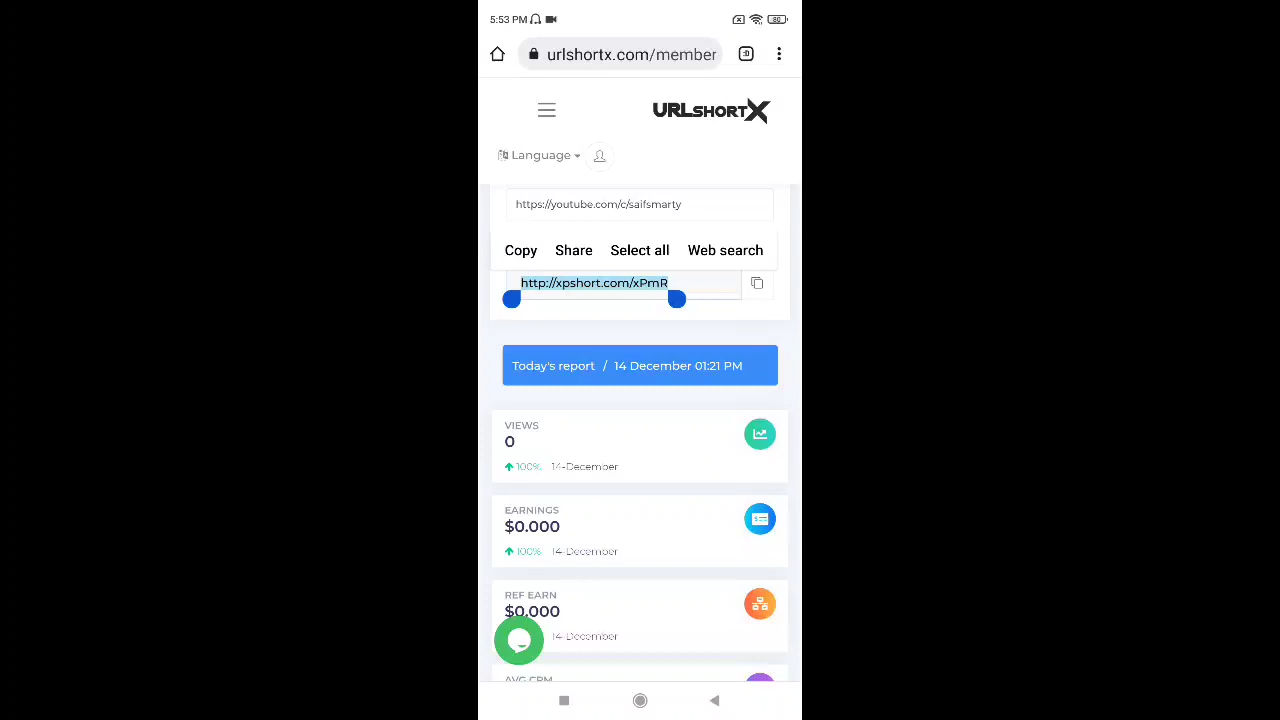 5:53 PM
80
urlshortx.com/member
:D
URLSHORTX
Language
https://youtube.com/c/saifsmarty
Copy Share Select all Web search
http://xpshort.com/xPmR
Today's report / 14 December 01:21 PM
VIEWS
0
100% 14-December
EARNINGS
$0.000
100% 14-December
REF EARN
$0.000
14-December
AVG CPM